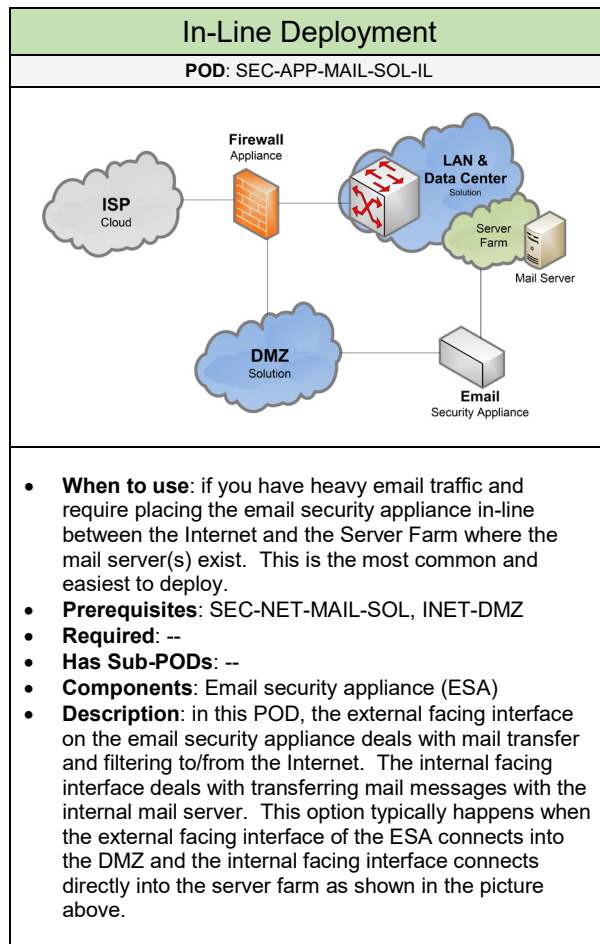 In-Line Deployment
POD: SEC-APP-MAIL-SOL-IL
Firewall
Appliance
ISP
Cloud
LAN &
Data Center
Solution
Server
Farm
Mail Server
DMZ
Solution
Email
Security Appliance
• When to use: if you have heavy email traffic and
require placing the email security appliance in-line
between the Internet and the Server Farm where the
mail server(s) exist. This is the most common and
easiest to deploy.
• Prerequisites: SEC-NET-MAIL-SOL, INET-DMZ
• Required: --
• Has Sub-PODs: --
• Components: Email security appliance (ESA)
• Description: in this POD, the external facing interface
on the email security appliance deals with mail transfer
and filtering to/from the Internet. The internal facing
interface deals with transferring mail messages with the
internal mail server. This option typically happens when
the external facing interface of the ESA connects into
the DMZ and the internal facing interface connects
directly into the server farm as shown in the picture
above.